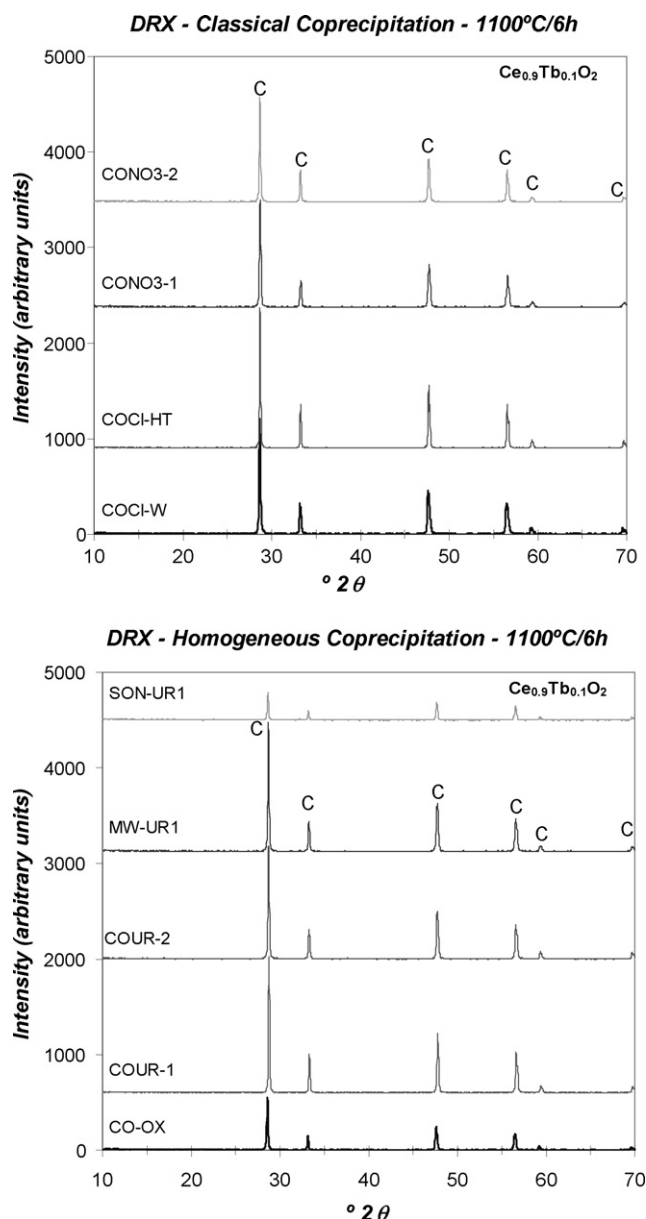 DRX - Classical Coprecipitation - 1100ºC/6h
5000
Ce0.9Tb0.1O2
C
C
C
C
C
C
4000
CONO3-2
3000
CONO3-1
2000
COCl-HT
1000
COCl-W
0
10 20 30 40 50 60 70
Intensity (arbitrary units)
º 2 θ
DRX - Homogeneous Coprecipitation - 1100ºC/6h
5000
SON-UR1
Ce0.9Tb0.1O2
C
C
C
C
C
C
4000
MW-UR1
3000
COUR-2
2000
COUR-1
1000
CO-OX
0
10 20 30 40 50 60 70
Intensity (arbitrary units)
º 2 θ